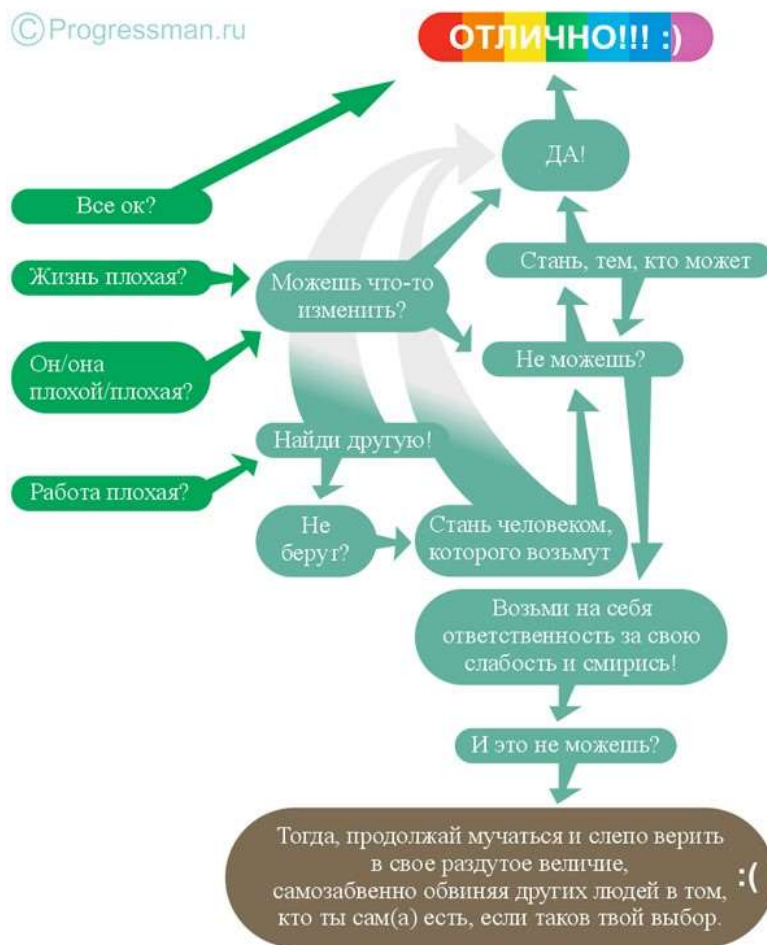 © Progressman.ru
ОТЛИЧНО!!! :)
ДА!
Все ок?
Стань, тем, кто может
Жизнь плохая?
Можешь что-то
изменить?
Не можешь?
Он/она
плохой/плохая?
Найди другую!
Работа плохая?
Не
берут?
Стань человеком,
которого возьмут
Возьми на себя
ответственность за свою
слабость и смирись!
И это не можешь?
Тогда, продолжай мучаться и слепо верить
в свое раздутое величие,
самозабвенно обвиняя других людей в том,
кто ты сам(а) есть, если таков твой выбор.
:(